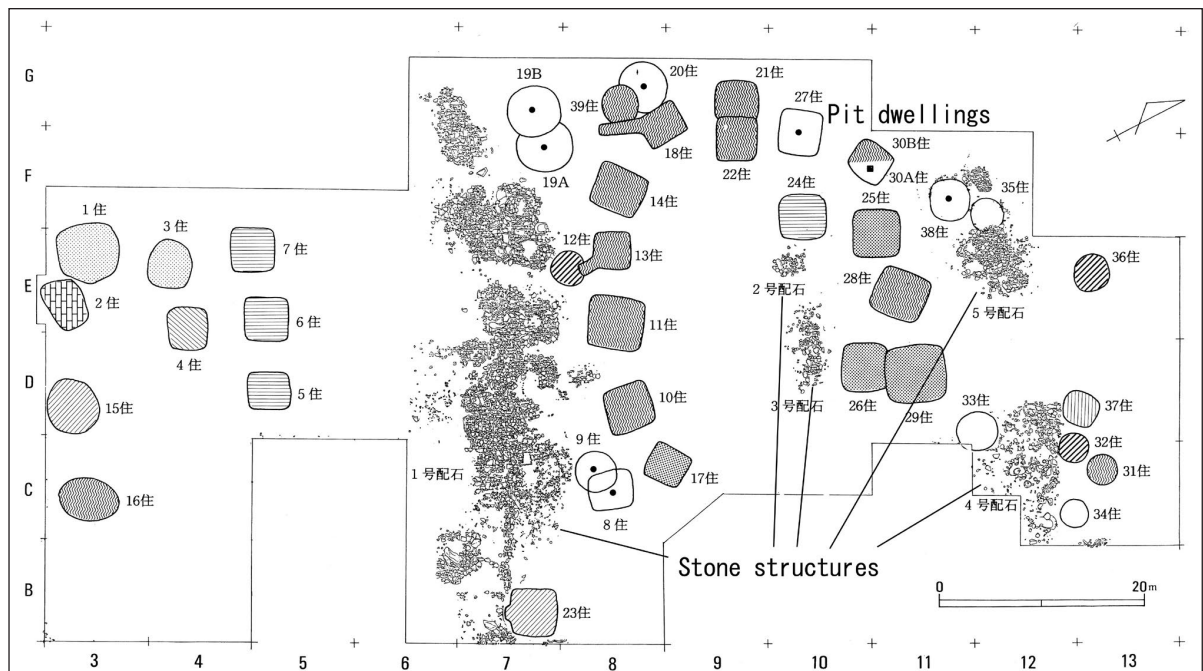 G
F
E
D
C
B
19B
20住
21住
27住
Pit dwellings
39住
18住
30B住
19A
22住
30A住
24住
25住
35住
1住
3住
7住
14住
38住
12住
13住
36住
2住
2号配石
28住
5号配石
6住
11住
4住
15住
5住
3号配石
26住
29住
37住
10住
33住
32住
9住
1号配石
17住
31住
16住
8住
4号配石
34住
Stone structures
23住
0 20m
3 4 5 6 7 8 9 10 11 12 13